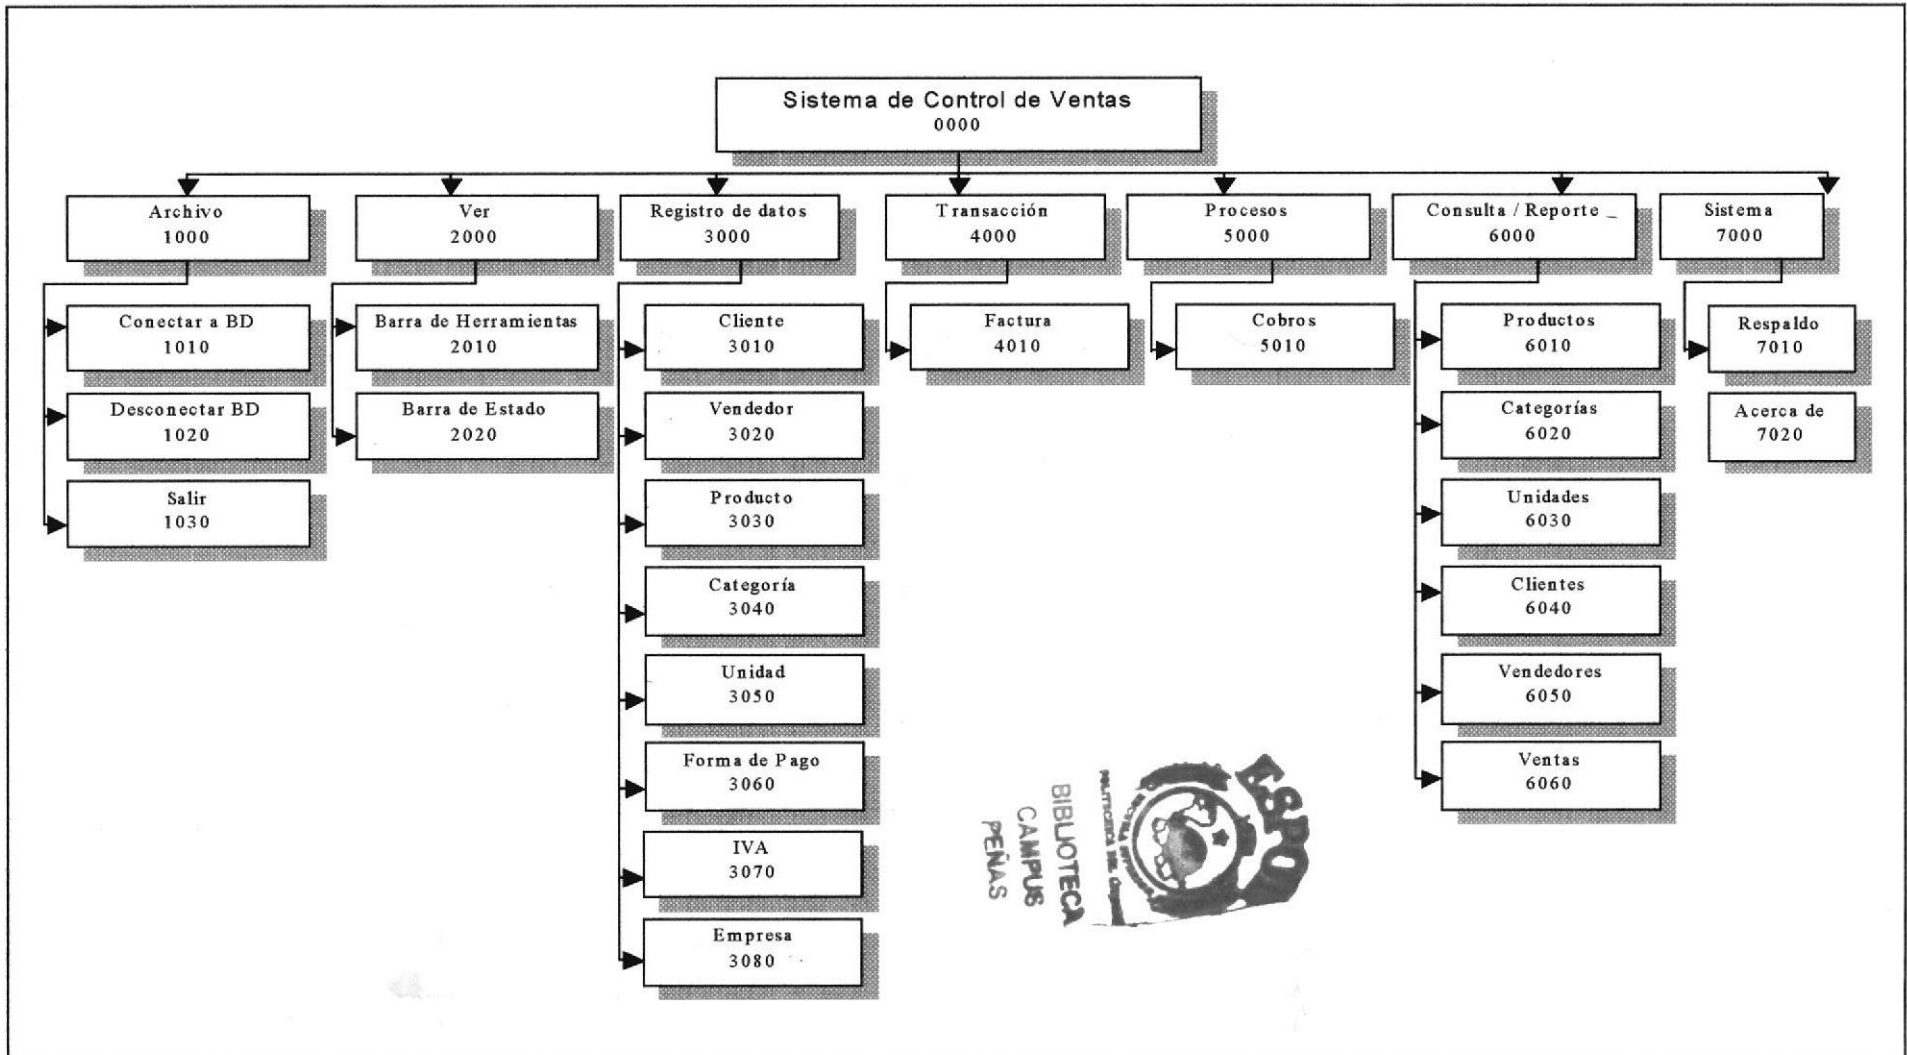 Sistema de Control de Ventas
0000
Archivo
1000
Ver
2000
Registro de datos
3000
Transacción
4000
Procesos
5000
Consulta / Reporte
6000
Sistema
7000
Conectar a BD
1010
Desconectar BD
1020
Salir
1030
Barra de Herramientas
2010
Barra de Estado
2020
Cliente
3010
Vendedor
3020
Producto
3030
Categoría
3040
Unidad
3050
Forma de Pago
3060
IVA
3070
Empresa
3080
Factura
4010
Cobros
5010
Productos
6010
Categorías
6020
Unidades
6030
Clientes
6040
Vendedores
6050
Ventas
6060
Respaldo
7010
Acerca de
7020
ESPOL
POLITECNICA DEL
BIBLIOTECA
CAMPUS
PEÑAS